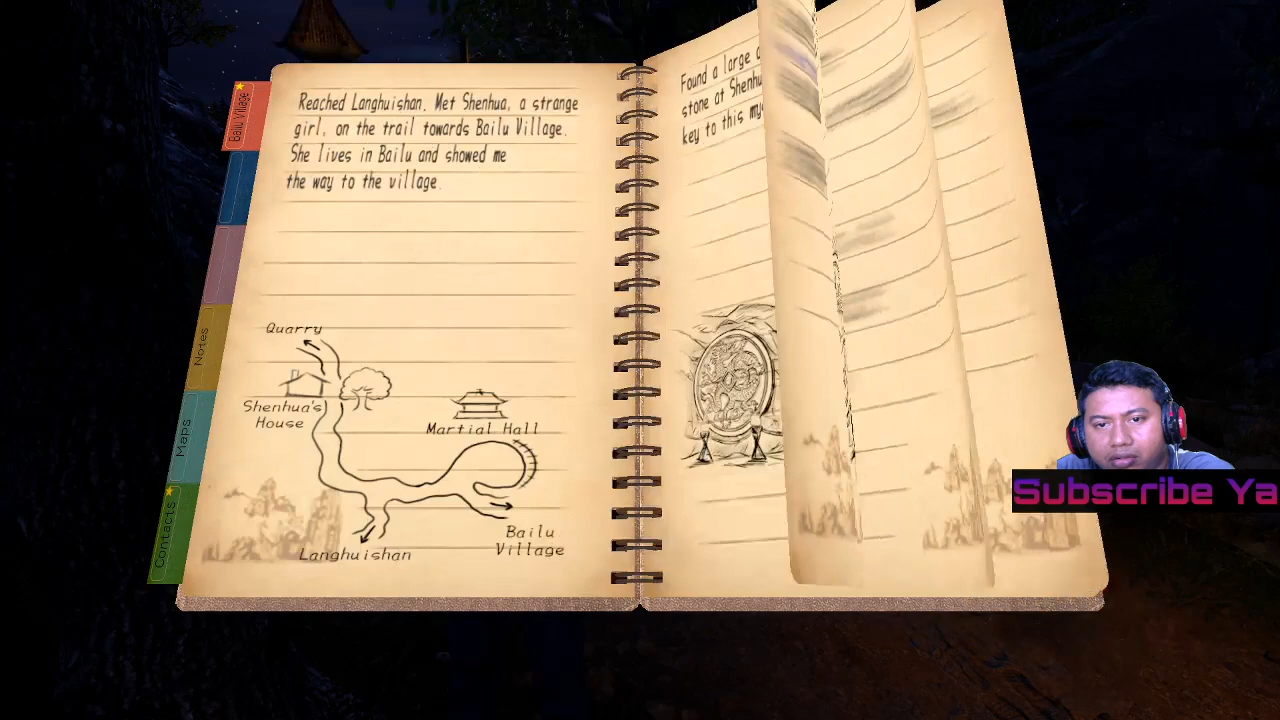 Reached Langhuishan. Met Shenhua, a strange
girl, on the trail towards Bailu Village.
She lives in Bailu and showed me
the way to the village.
Quarry
Shenhua's
House
Martial Hall
Langhuishan
Bailu
Village
Found a large
stone at Shenhu
key to this my
Bailu Village
Notes
Maps
Contacts
Subscribe Ya